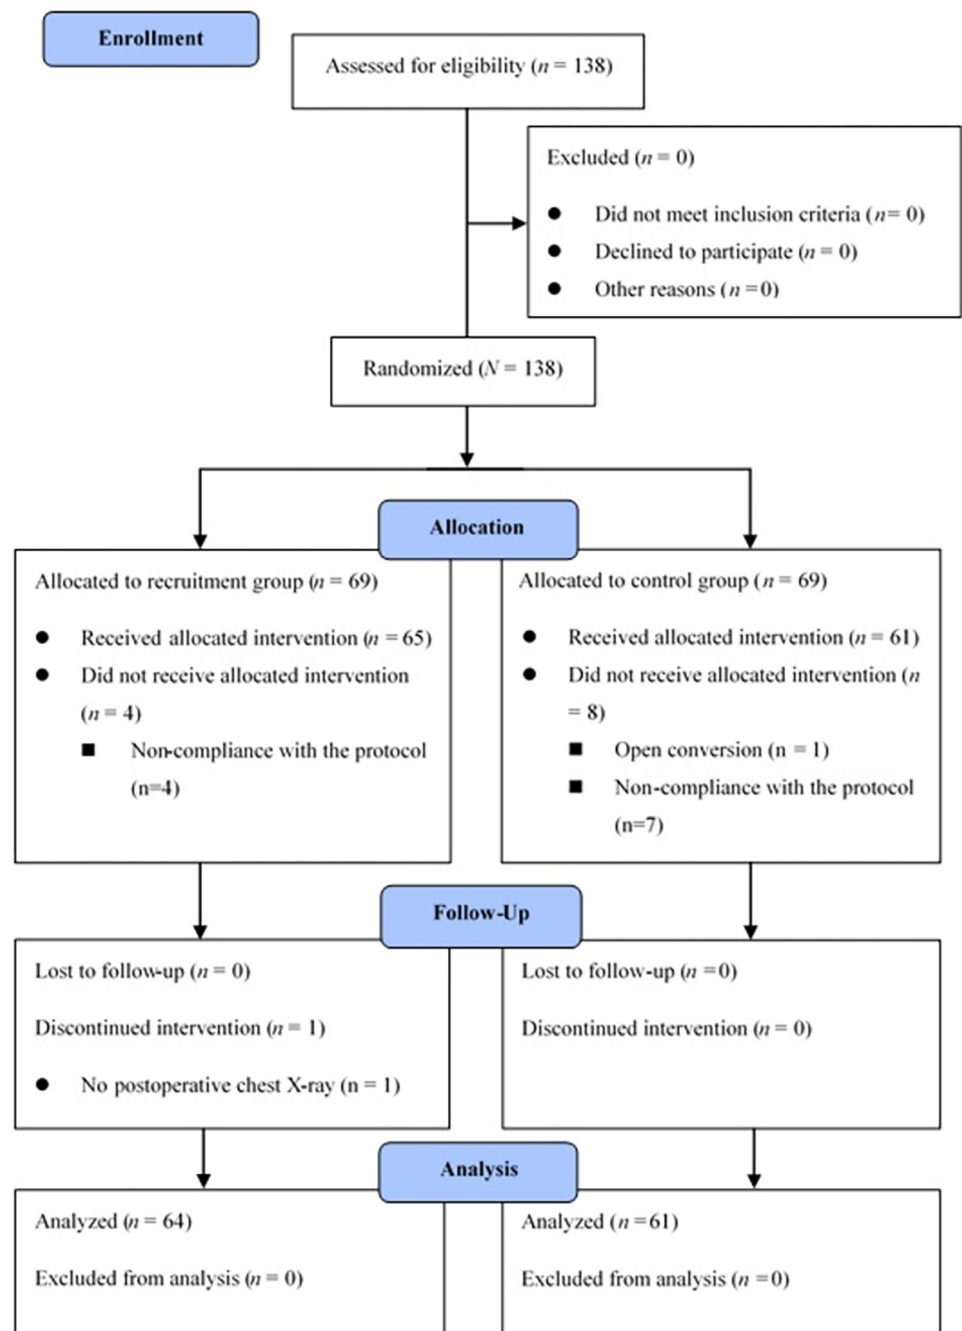 Enrollment
Assessed for eligibility (n = 138)
Excluded (n = 0)
● Did not meet inclusion criteria (n= 0)
● Declined to participate (n = 0)
● Other reasons (n =0)
Randomized (N = 138)
Allocation
Allocated to recruitment group (n = 69)
● Received allocated intervention (n = 65)
● Did not receive allocated intervention
(n = 4)
■ Non-compliance with the protocol
(n=4)
Allocated to control group (n = 69)
● Received allocated intervention (n = 61)
● Did not receive allocated intervention (n
= 8)
■ Open conversion (n = 1)
■ Non-compliance with the protocol
(n=7)
Follow-Up
Lost to follow-up (n = 0)
Discontinued intervention (n = 1)
● No postoperative chest X-ray (n = 1)
Lost to follow-up (n =0)
Discontinued intervention (n = 0)
Analysis
Analyzed (n = 64)
Excluded from analysis (n = 0)
Analyzed (n =61)
Excluded from analysis (n =0)